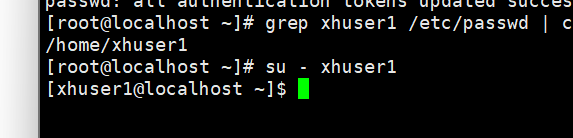 passwd: all authentication tokens updated succes
[root@localhost ~]# grep xhuser1 /etc/passwd | c
/home/xhuser1
[root@localhost ~]# su - xhuser1
[xhuser1@localhost ~]$